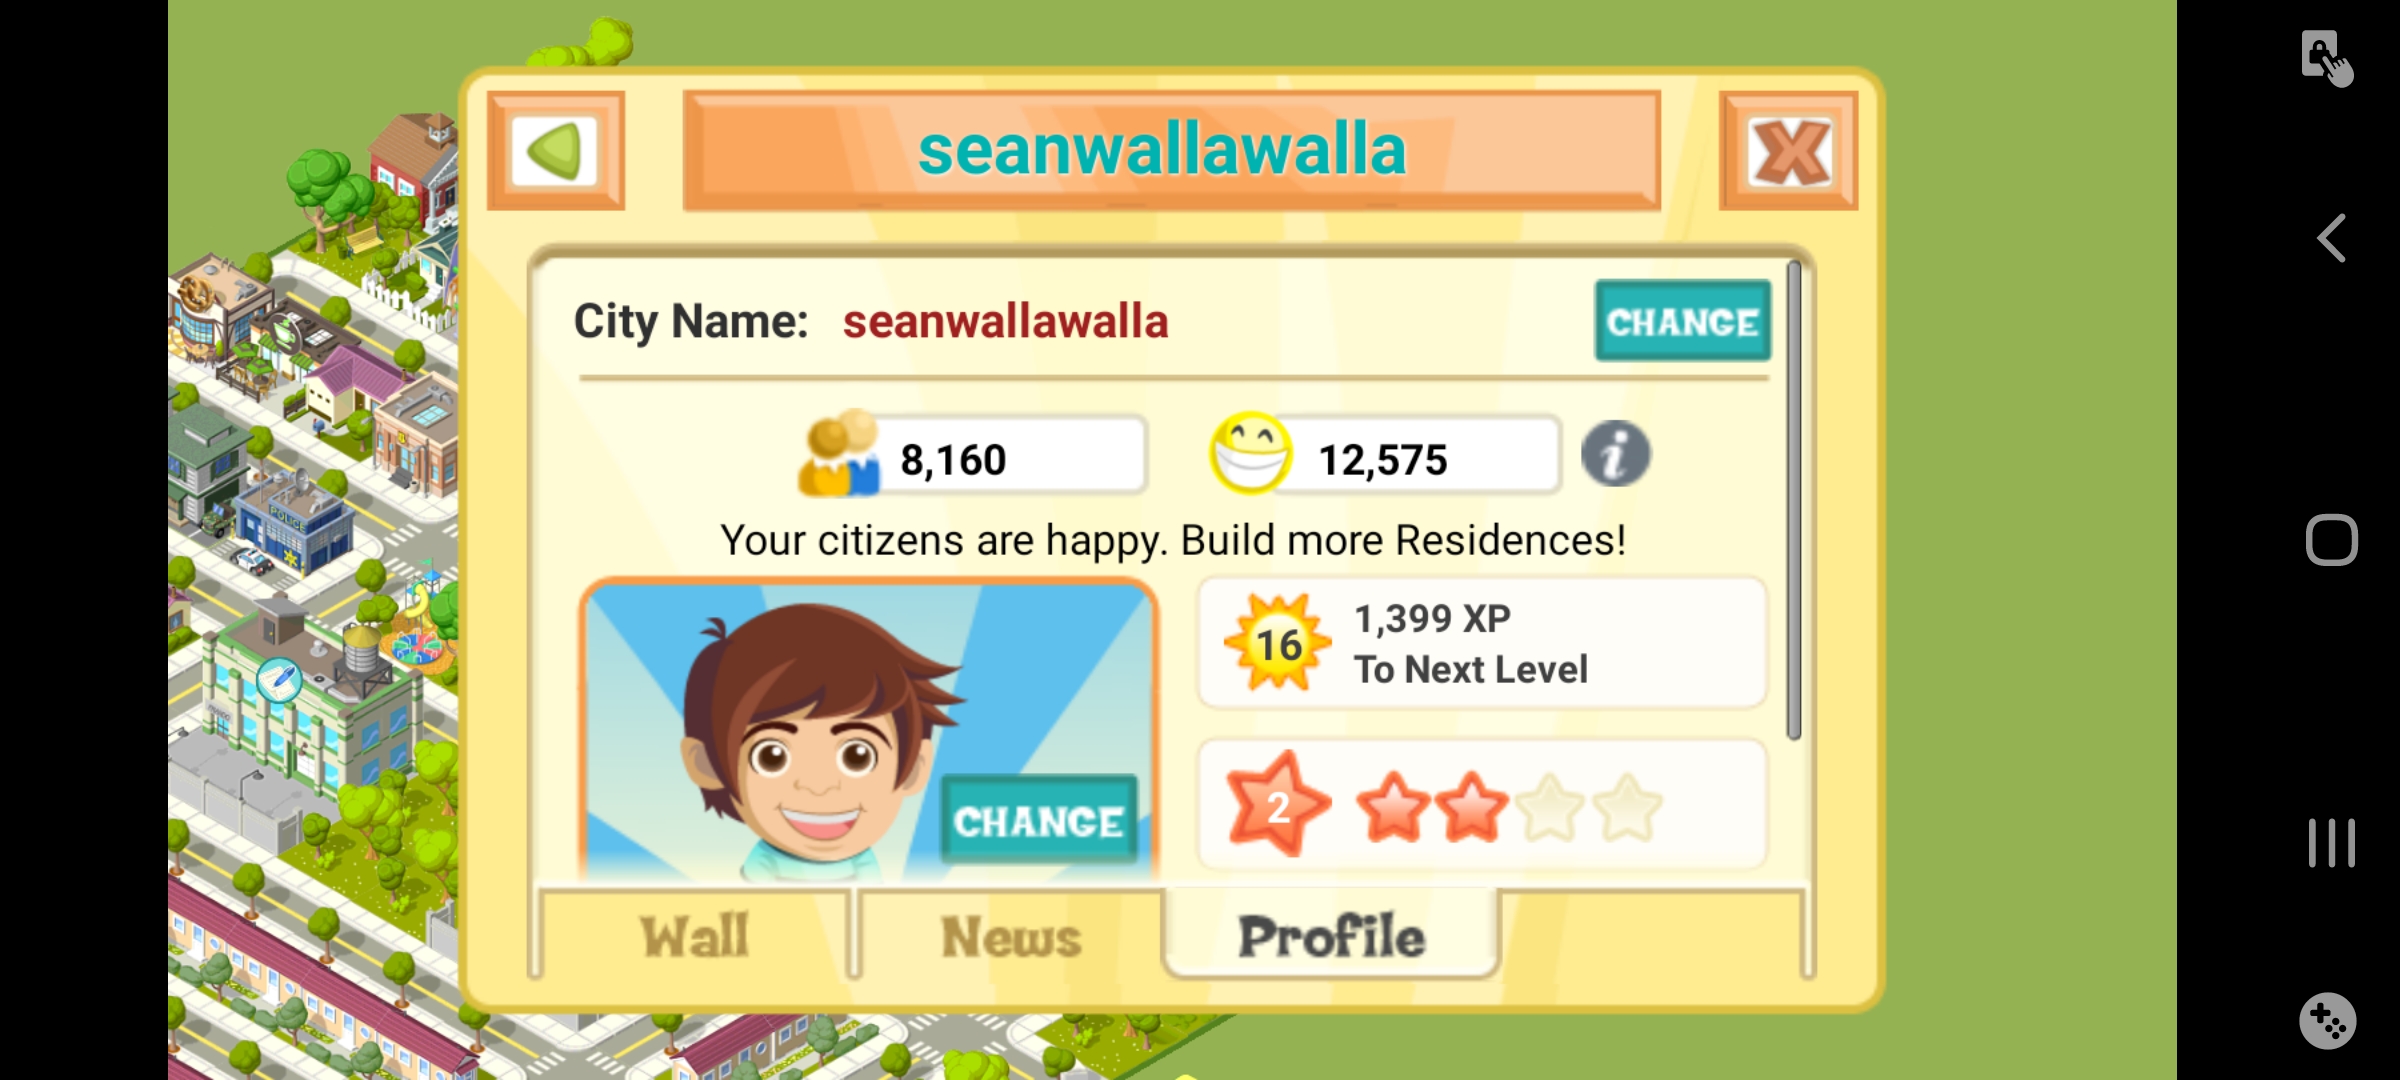 seanwallawalla
City Name: seanwallawalla CHANGE
8,160 12,575 i
Your citizens are happy. Build more Residences!
16 1,399 XP
To Next Level
2
CHANGE
Wall News Profile
POLICE